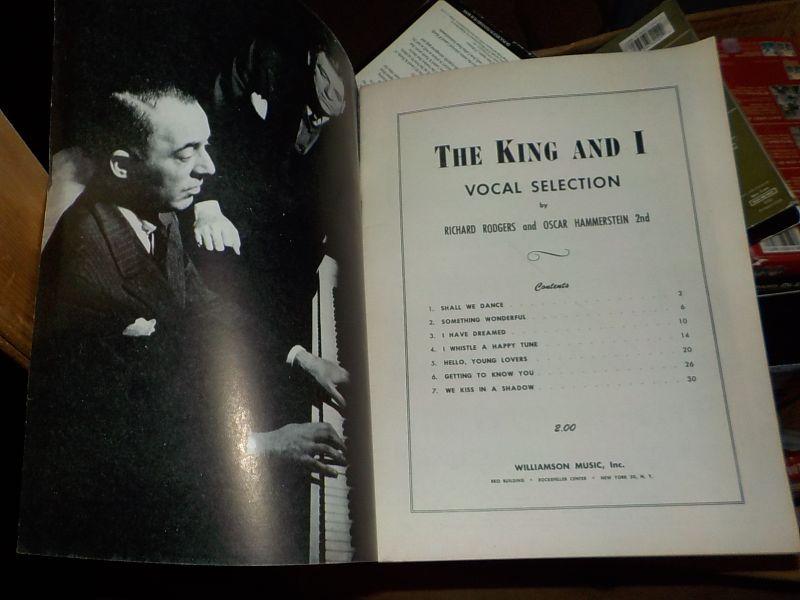 THE KING AND I
VOCAL SELECTION
by
RICHARD RODGERS and OSCAR HAMMERSTEIN 2nd
Contents
1. SHALL WE DANCE . . . . . . . . . . . . . . . 2
2. SOMETHING WONDERFUL . . . . . . . . . . . . . 6
3. I HAVE DREAMED . . . . . . . . . . . . . . . 10
4. I WHISTLE A HAPPY TUNE . . . . . . . . . . . . 14
5. HELLO, YOUNG LOVERS . . . . . . . . . . . . . 20
6. GETTING TO KNOW YOU . . . . . . . . . . . . . 26
7. WE KISS IN A SHADOW . . . . . . . . . . . . . 30
2.00
WILLIAMSON MUSIC, Inc.
RKO BUILDING • ROCKEFELLER CENTER • NEW YORK 20, N. Y.